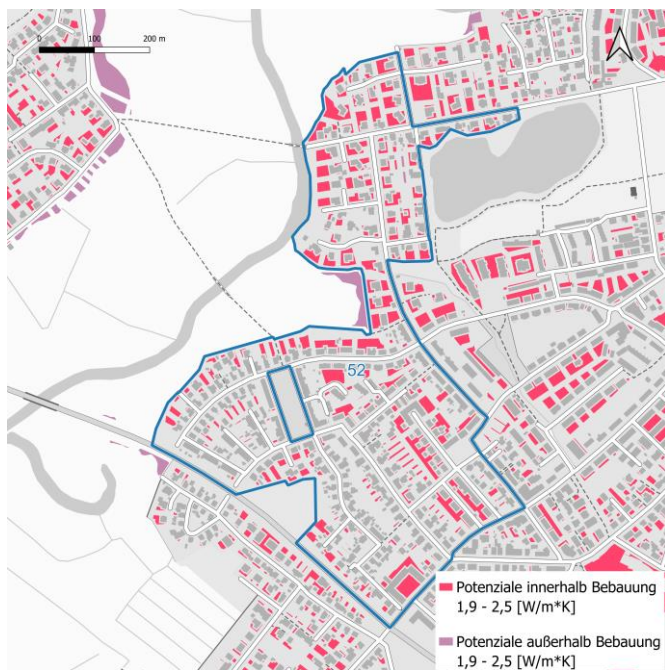 0 100 200 m
52
Potenziale innerhalb Bebauung
1,9 - 2,5 [W/m*K]
Potenziale außerhalb Bebauung
1,9 - 2,5 [W/m*K]